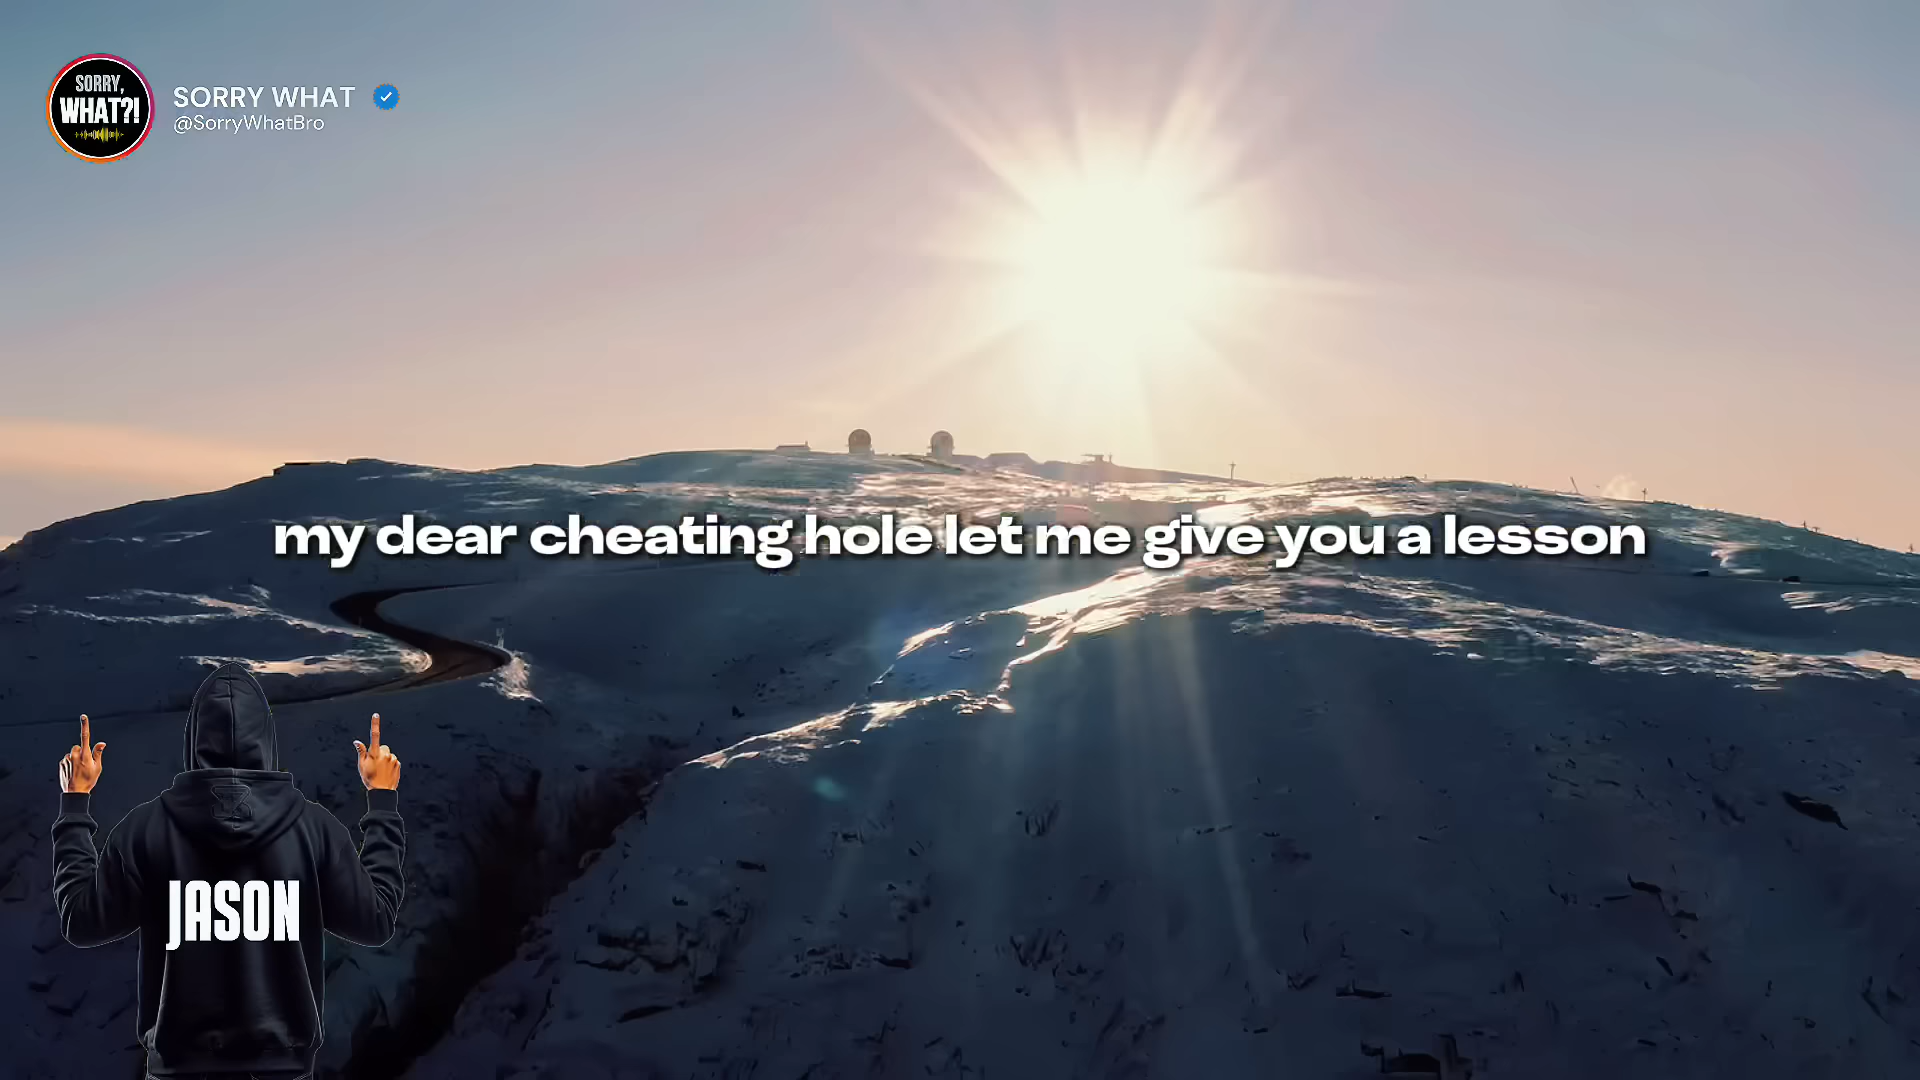 SORRY,
WHAT?!
SORRY WHAT
@SorryWhatBro
my dear cheating hole let me give you a lesson
JASON